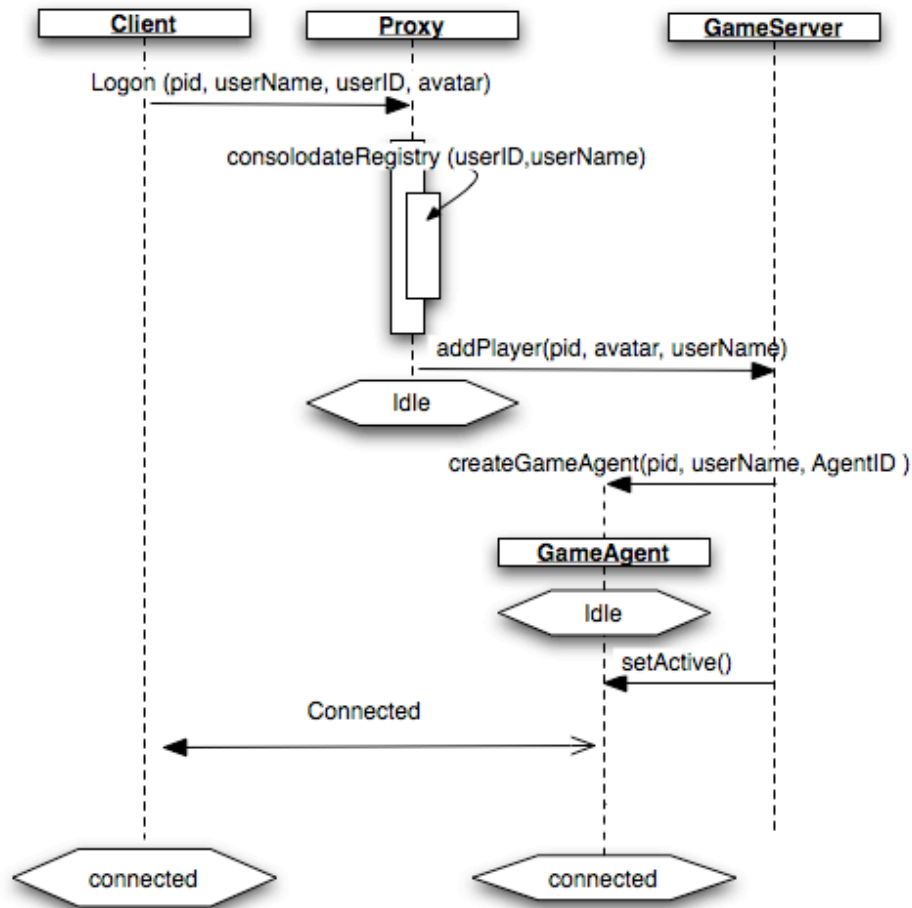 Client
Proxy
GameServer
Logon (pid, userName, userID, avatar)
consolodateRegistry (userID,userName)
addPlayer(pid, avatar, userName)
Idle
createGameAgent(pid, userName, AgentID )
GameAgent
Idle
setActive()
Connected
connected
connected